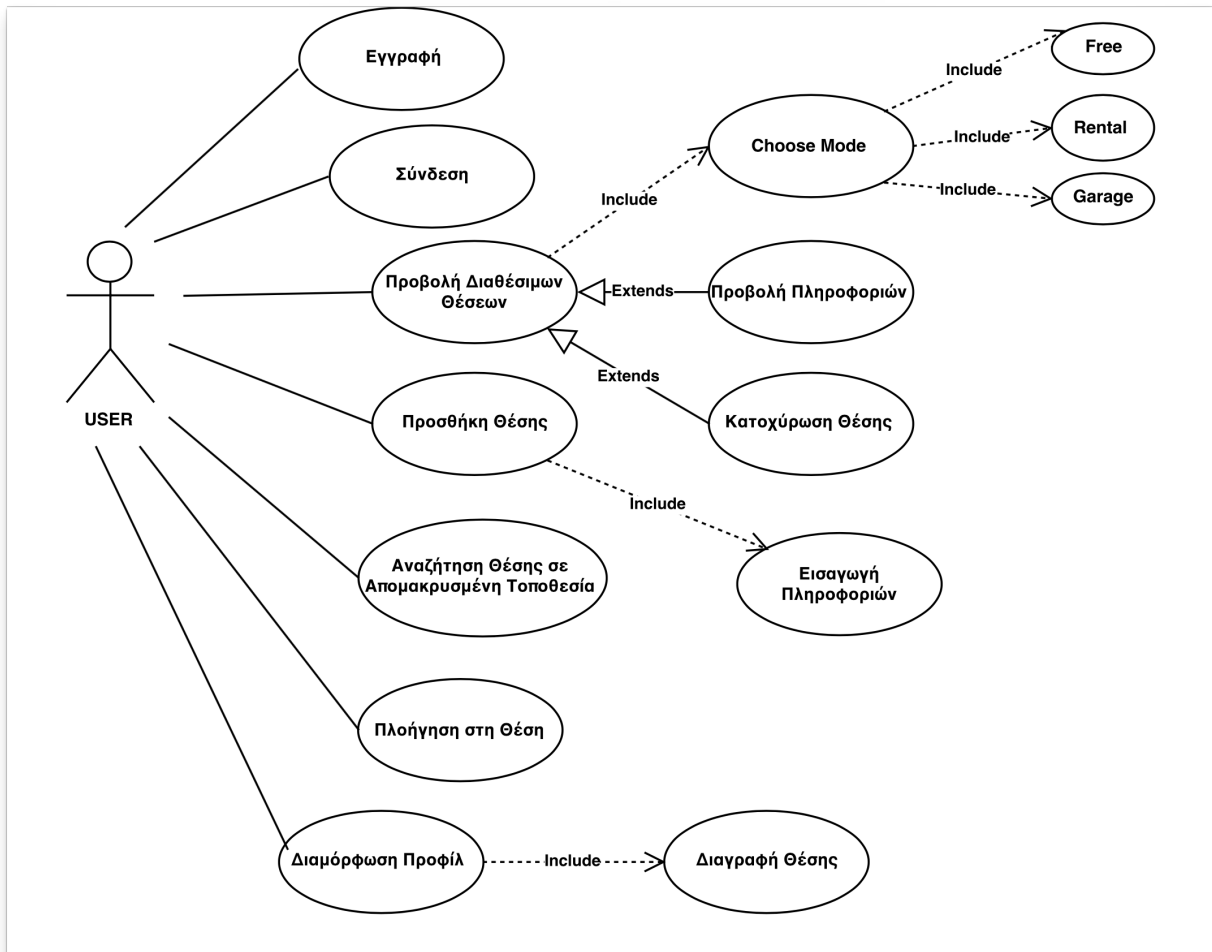 Εγγραφή
Free
Include
Choose Mode
Include
Rental
Σύνδεση
Include
Garage
Include
Προβολή Διαθέσιμων
Θέσεων
Extends
Προβολή Πληροφοριών
Extends
USER
Προσθήκη Θέσης
Κατοχύρωση Θέσης
Include
Αναζήτηση Θέσης σε
Απομακρυσμένη Τοποθεσία
Εισαγωγή
Πληροφοριών
Πλοήγηση στη Θέση
Διαμόρφωση Προφίλ
Include
Διαγραφή Θέσης